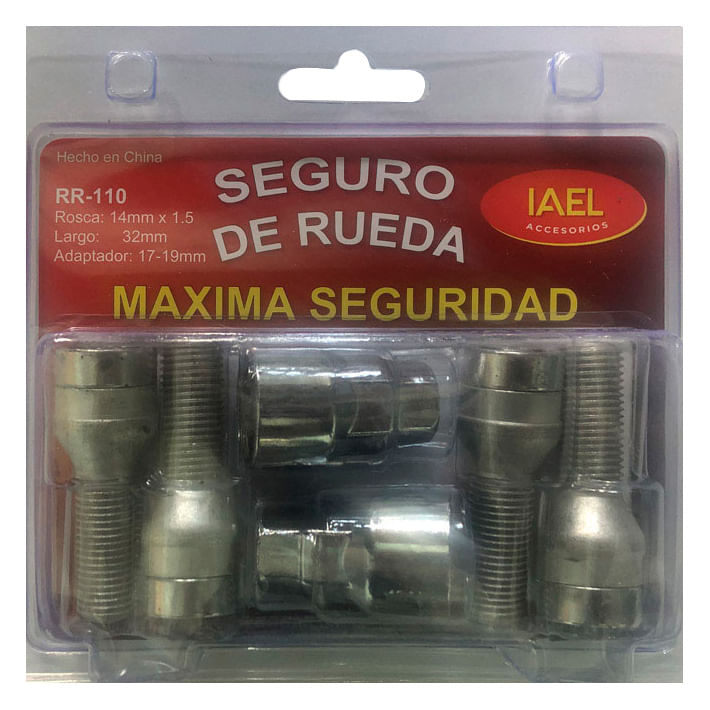 Hecho en China
RR-110
Rosca: 14mm x 1.5
Largo: 32mm
Adaptador: 17-19mm
SEGURO
DE RUEDA
IAEL
ACCESORIOS
MAXIMA SEGURIDAD